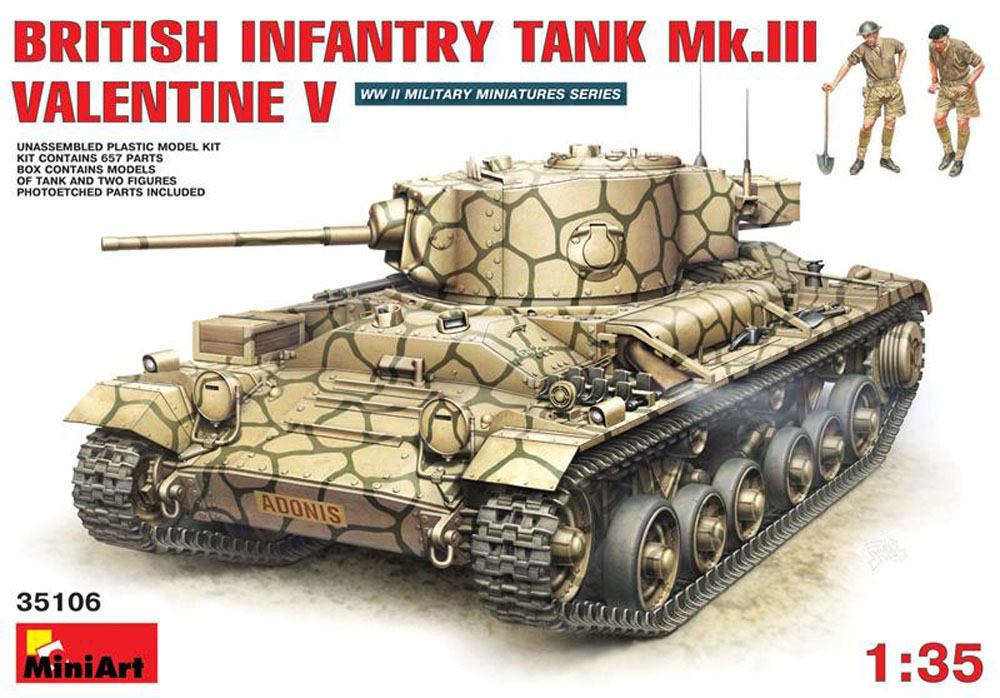 BRITISH INFANTRY TANK Mk.III
VALENTINE V
WW II MILITARY MINIATURES SERIES
UNASSEMBLED PLASTIC MODEL KIT
KIT CONTAINS 657 PARTS
BOX CONTAINS MODELS
OF TANK AND TWO FIGURES
PHOTOETCHED PARTS INCLUDED
ADONIS
35106
MiniArt
1:35